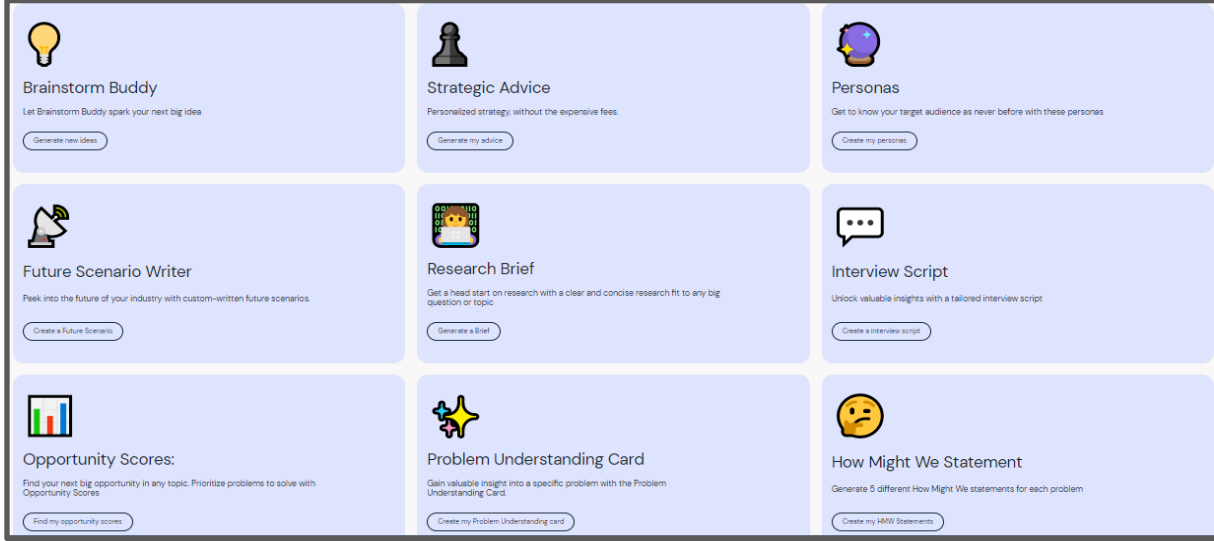 Brainstorm Buddy
Let Brainstorm Buddy spark your next big idea
Generate new ideas
Strategic Advice
Personalized strategy, without the expensive fees.
Generate my advice
Personas
Get to know your target audience as never before with these personas
Create my personas
Future Scenario Writer
Peek into the future of your industry with custom-written future scenarios.
Create a Future Scenario
Research Brief
Get a head start on research with a clear and concise research fit to any big
question or topic
Generate a Brief
Interview Script
Unlock valuable insights with a tailored interview script
Create a interview script
Opportunity Scores:
Find your next big opportunity in any topic. Prioritize problems to solve with
Opportunity Scores
Find my opportunity scores
Problem Understanding Card
Gain valuable insight into a specific problem with the Problem
Understanding Card.
Create my Problem Understanding card
How Might We Statement
Generate 5 different How Might We statements for each problem
Create my HMW Statements